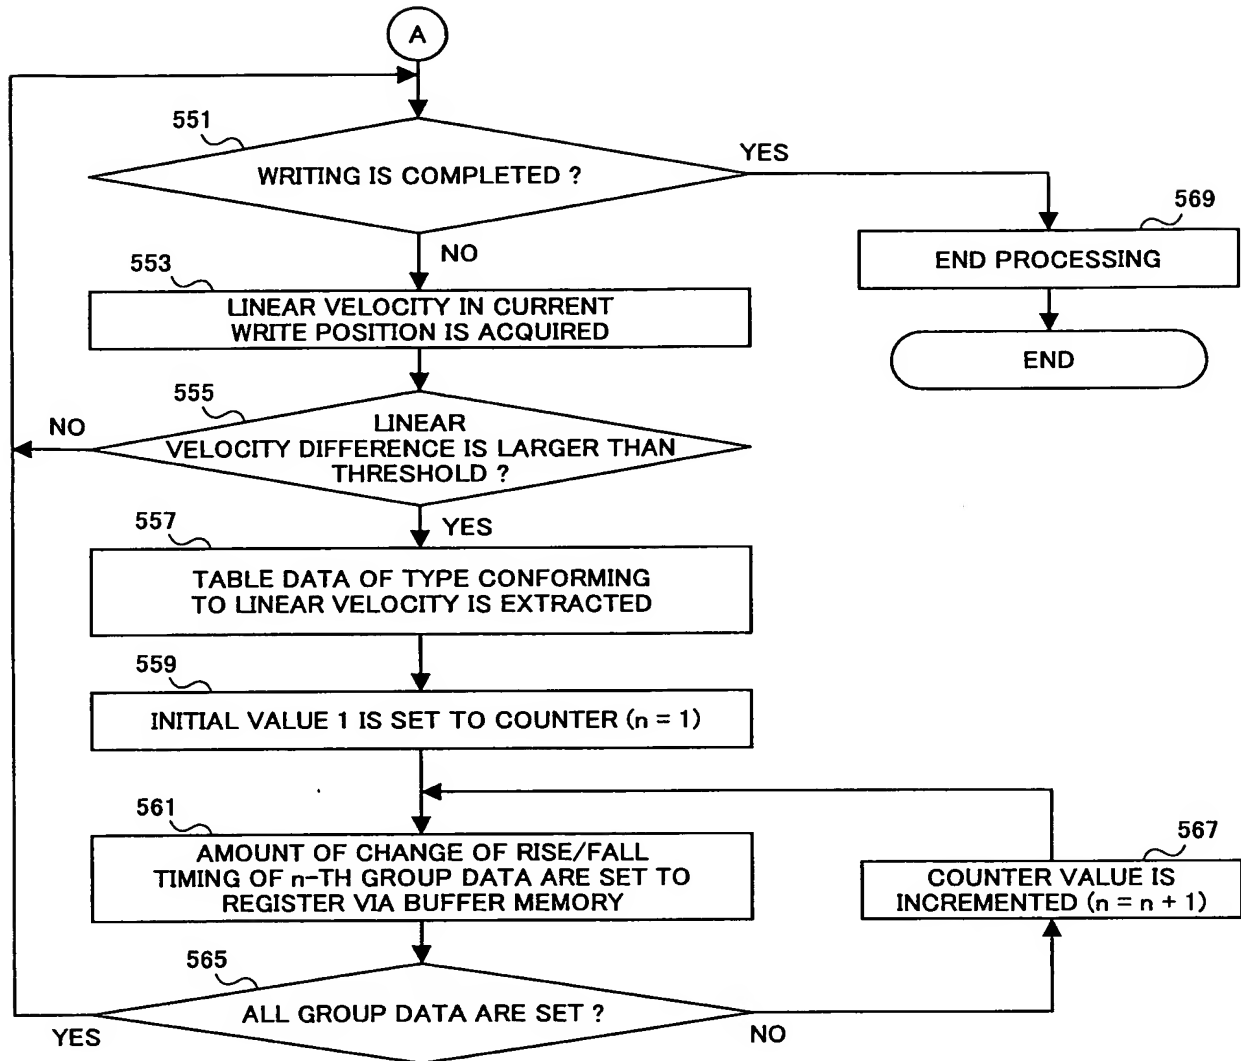 A
551
WRITING IS COMPLETED ?
YES
NO
569
END PROCESSING
END
553
LINEAR VELOCITY IN CURRENT
WRITE POSITION IS ACQUIRED
555
LINEAR
VELOCITY DIFFERENCE IS LARGER THAN
THRESHOLD ?
NO
YES
557
TABLE DATA OF TYPE CONFORMING
TO LINEAR VELOCITY IS EXTRACTED
559
INITIAL VALUE 1 IS SET TO COUNTER (n = 1)
561
AMOUNT OF CHANGE OF RISE/FALL
TIMING OF n-TH GROUP DATA ARE SET TO
REGISTER VIA BUFFER MEMORY
567
COUNTER VALUE IS
INCREMENTED (n = n + 1)
565
ALL GROUP DATA ARE SET ?
YES
NO